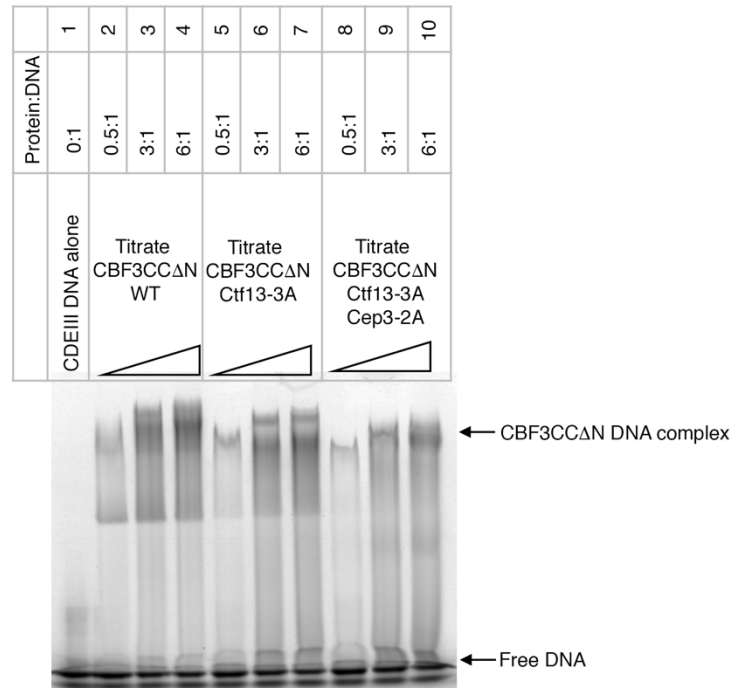 1 2 3 4 5 6 7 8 9 10
Protein:DNA 0:1 0.5:1 3:1 6:1 0.5:1 3:1 6:1 0.5:1 3:1 6:1
CDEIII DNA alone
Titrate
CBF3CCΔN
WT
Titrate
CBF3CCΔN
Ctf13-3A
Titrate
CBF3CCΔN
Ctf13-3A
Cep3-2A
CBF3CCΔN DNA complex
Free DNA